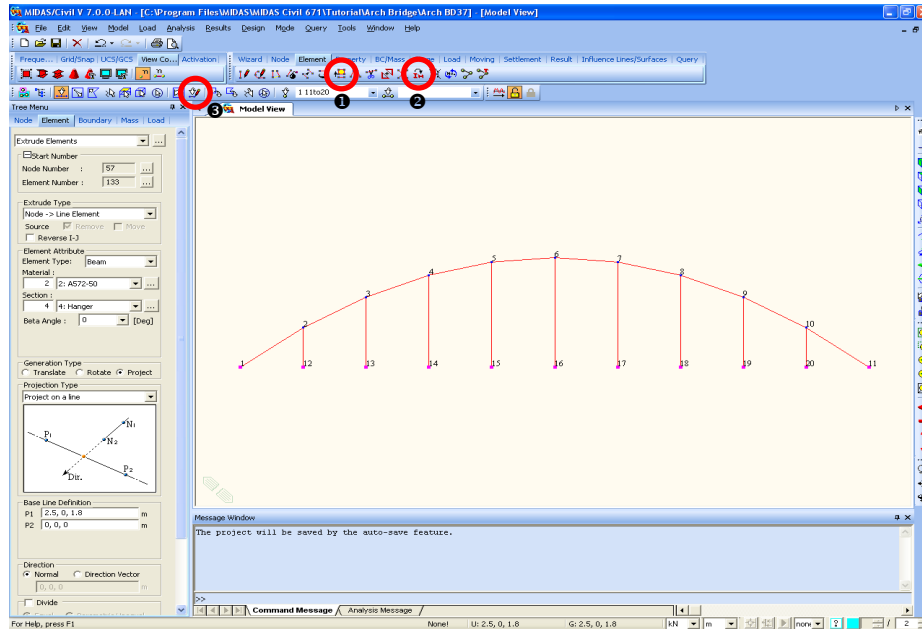 MIDAS/Civil V 7.0.0-LAN - [C:\Program Files\MIDAS\MIDAS Civil 671\Tutorial\Arch Bridge\Arch BD37] - [Model View]
File Edit View Model Load Analysis Results Design Mode Query Tools Window Help
Freque... Grid/Snap UCS/GCS View Co... Activation Wizard Node Element Property BC/Mass Load Moving Settlement Result Influence Lines/Surfaces Query
❶ ❷
1 11to20
❸
Tree Menu
Model View
Node Element Boundary Mass Load
Extrude Elements
Start Number
Node Number : 57
Element Number : 133
Extrude Type
Node -> Line Element
Source Remove Move
Reverse I-J
Element Attribute
Element Type: Beam
Material :
2 2: A572-50
Section :
4 4: Hanger
Beta Angle : 0 [Deg]
Generation Type
Translate Rotate Project
Projection Type
Project on a line
P1 N1
N2
P2
Dir.
Base Line Definition
P1 2.5, 0, 1.8 m
P2 0, 0, 0 m
Direction
Normal Direction Vector
0, 0, 0 m
Divide
6
5 7
4 8
3 9
2 10
1 12 13 14 15 16 17 18 19 20 11
Message Window
The project will be saved by the auto-save feature.
>>
Command Message Analysis Message
For Help, press F1
None! U: 2.5, 0, 1.8 G: 2.5, 0, 1.8 kN m non 2